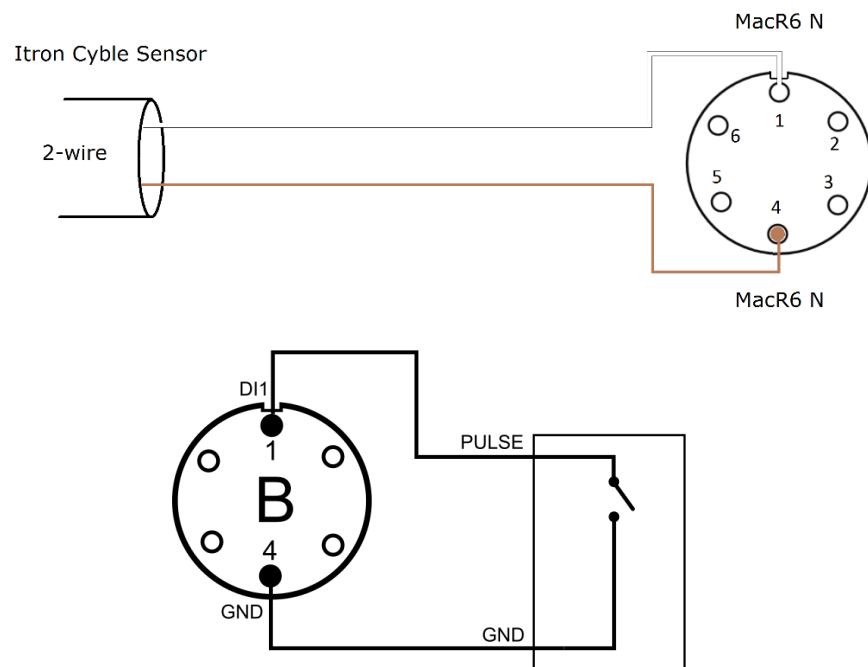 MacR6 N
Itron Cyble Sensor
2-wire
1
2
3
4
5
6
MacR6 N
DI1
1
PULSE
B
4
GND
GND